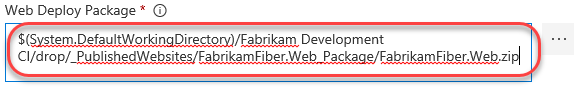 Web Deploy Package *
$(System.DefaultWorkingDirectory)/Fabrikam Development
CI/drop/_PublishedWebsites/FabrikamFiber.Web_Package/FabrikamFiber.Web.zip